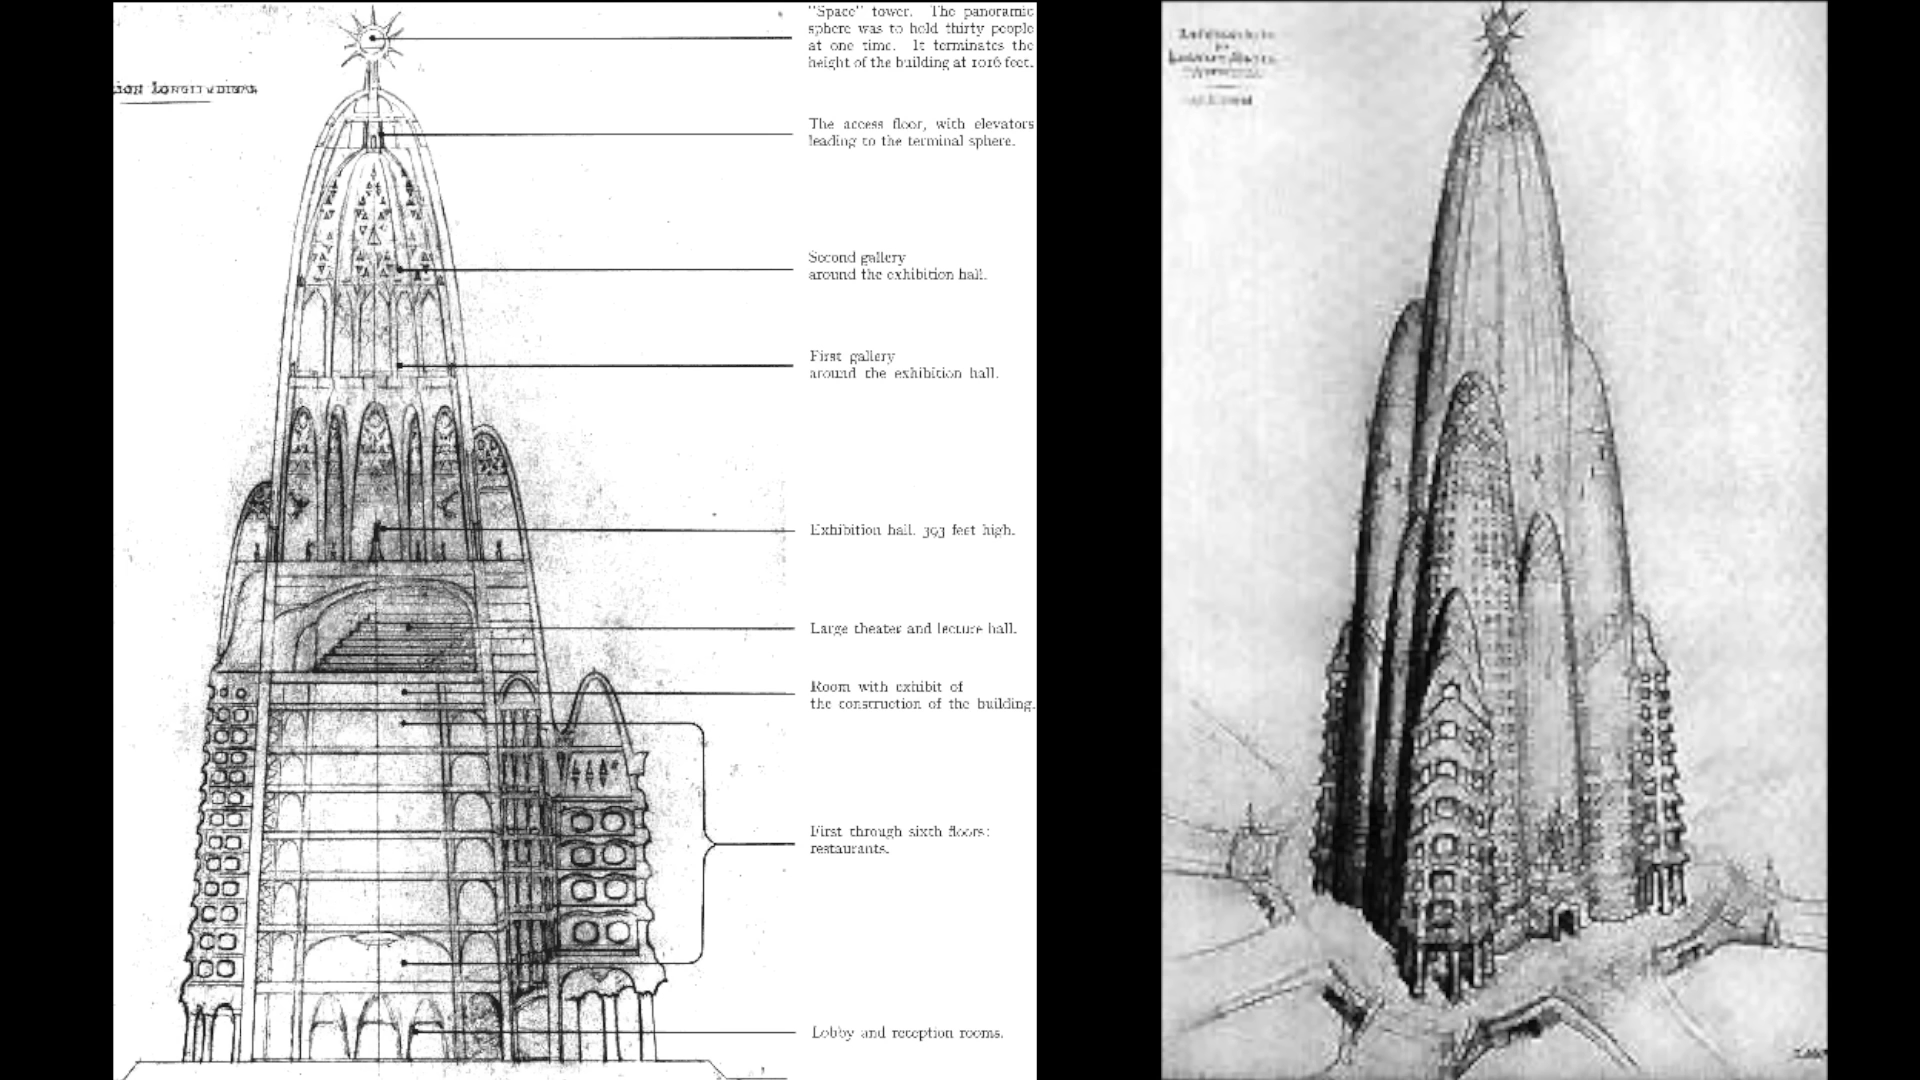 "Space" tower. The panoramic
sphere was to hold thirty people
at one time. It terminates the
height of the building at 1016 feet.
ION LONGITUDINAL
The access floor, with elevators
leading to the terminal sphere.
Second gallery
around the exhibition hall.
First gallery
around the exhibition hall.
Exhibition hall. 393 feet high.
Large theater and lecture hall.
Room with exhibit of
the construction of the building.
First through sixth floors:
restaurants.
Lobby and reception rooms.